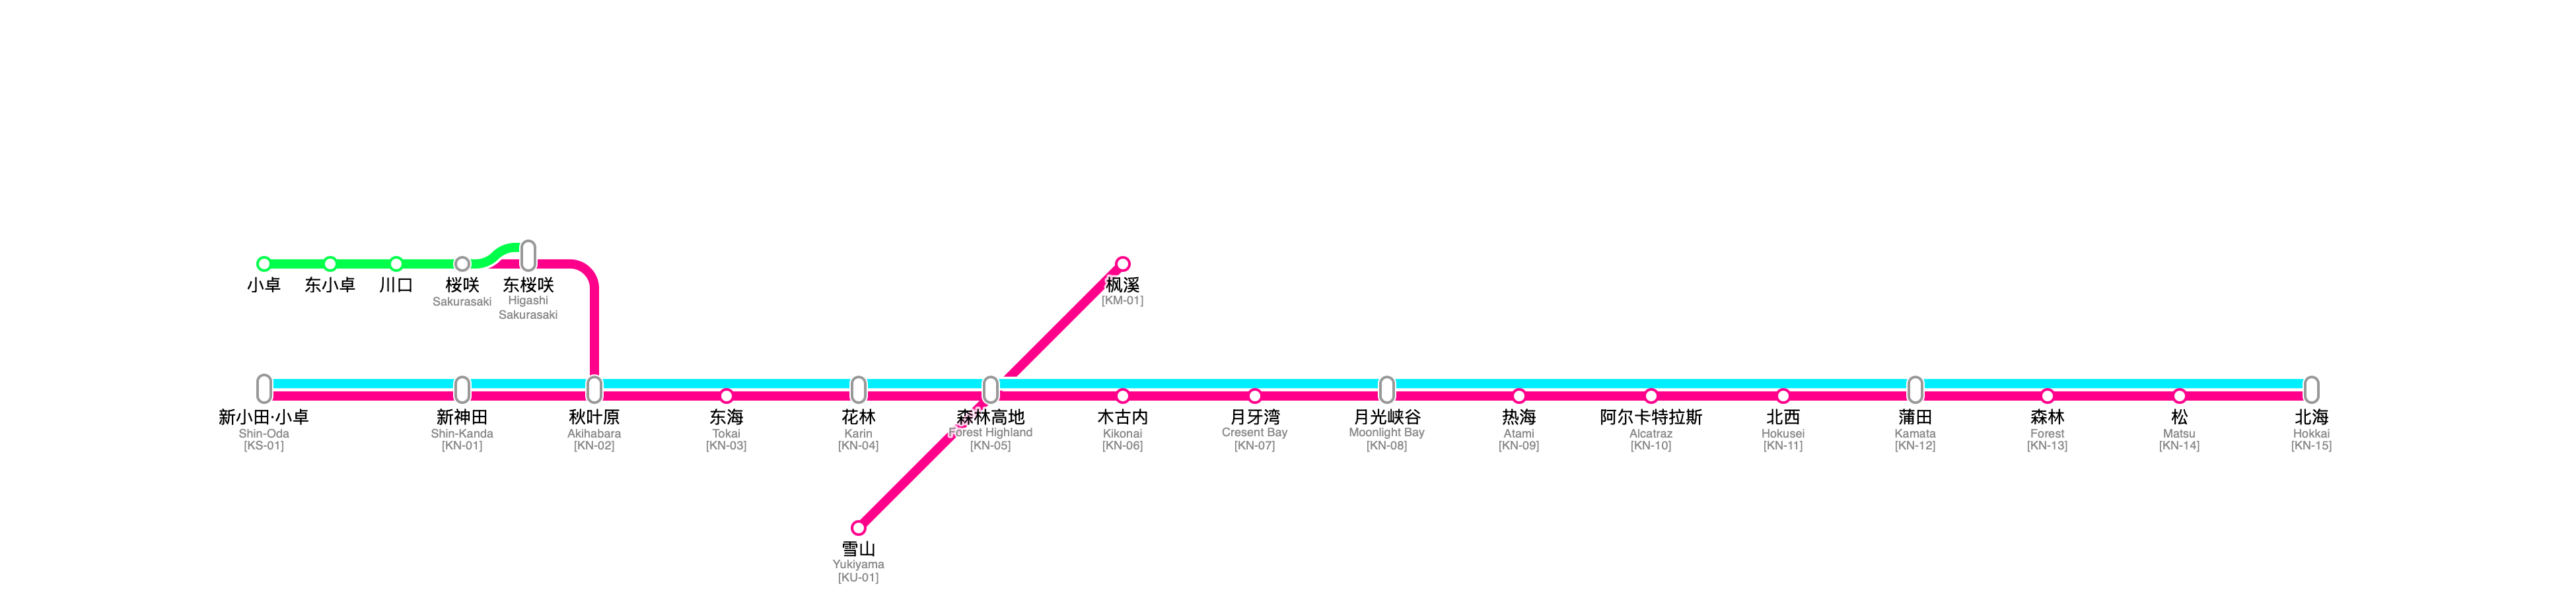 小卓
东小卓
川口
桜咲
Sakurasaki
东桜咲
Higashi
Sakurasaki
枫溪
[KM-01]
新小田·小卓
Shin-Oda
[KS-01]
新神田
Shin-Kanda
[KN-01]
秋叶原
Akihabara
[KN-02]
东海
Tokai
[KN-03]
花林
Karin
[KN-04]
森林高地
Forest Highland
[KN-05]
木古内
Kikonai
[KN-06]
月牙湾
Cresent Bay
[KN-07]
月光峡谷
Moonlight Bay
[KN-08]
热海
Atami
[KN-09]
阿尔卡特拉斯
Alcatraz
[KN-10]
北西
Hokusei
[KN-11]
蒲田
Kamata
[KN-12]
森林
Forest
[KN-13]
松
Matsu
[KN-14]
北海
Hokkai
[KN-15]
雪山
Yukiyama
[KU-01]